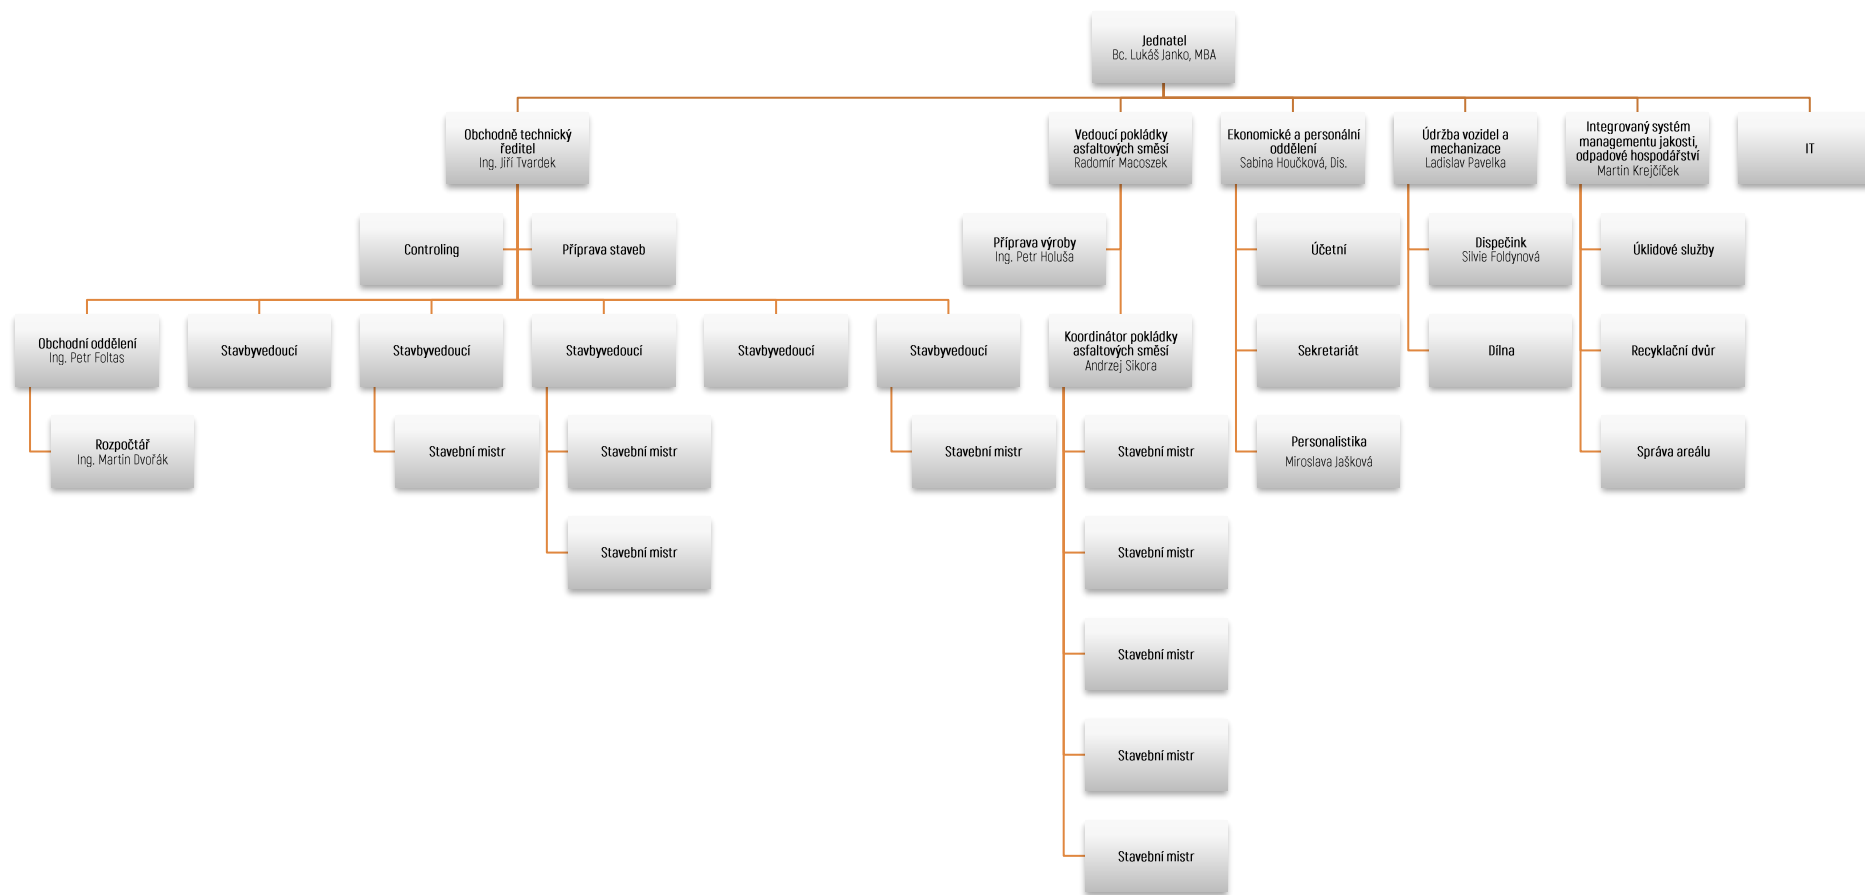 Jednatel
Bc. Lukáš Janko, MBA
Obchodně technický
ředitel
Ing. Jiří Tvardek
Vedoucí pokládky
asfaltových směsí
Radomír Macoszek
Ekonomické a personální
oddělení
Sabina Houčková, Dis.
Údržba vozidel a
mechanizace
Ladislav Pavelka
Integrovaný systém
managementu jakosti,
odpadové hospodářství
Martin Krejčíček
IT
Controling
Příprava staveb
Příprava výroby
Ing. Petr Holuša
Účetní
Dispečink
Silvie Foldynová
Úklidové služby
Obchodní oddělení
Ing. Petr Foltas
Stavbyvedoucí
Stavbyvedoucí
Stavbyvedoucí
Stavbyvedoucí
Stavbyvedoucí
Koordinátor pokládky
asfaltových směsí
Andrzej Sikora
Sekretariát
Dílna
Recyklační dvůr
Rozpočtář
Ing. Martin Dvořák
Stavební mistr
Stavební mistr
Stavební mistr
Stavební mistr
Personalistika
Miroslava Jašková
Správa areálu
Stavební mistr
Stavební mistr
Stavební mistr
Stavební mistr
Stavební mistr